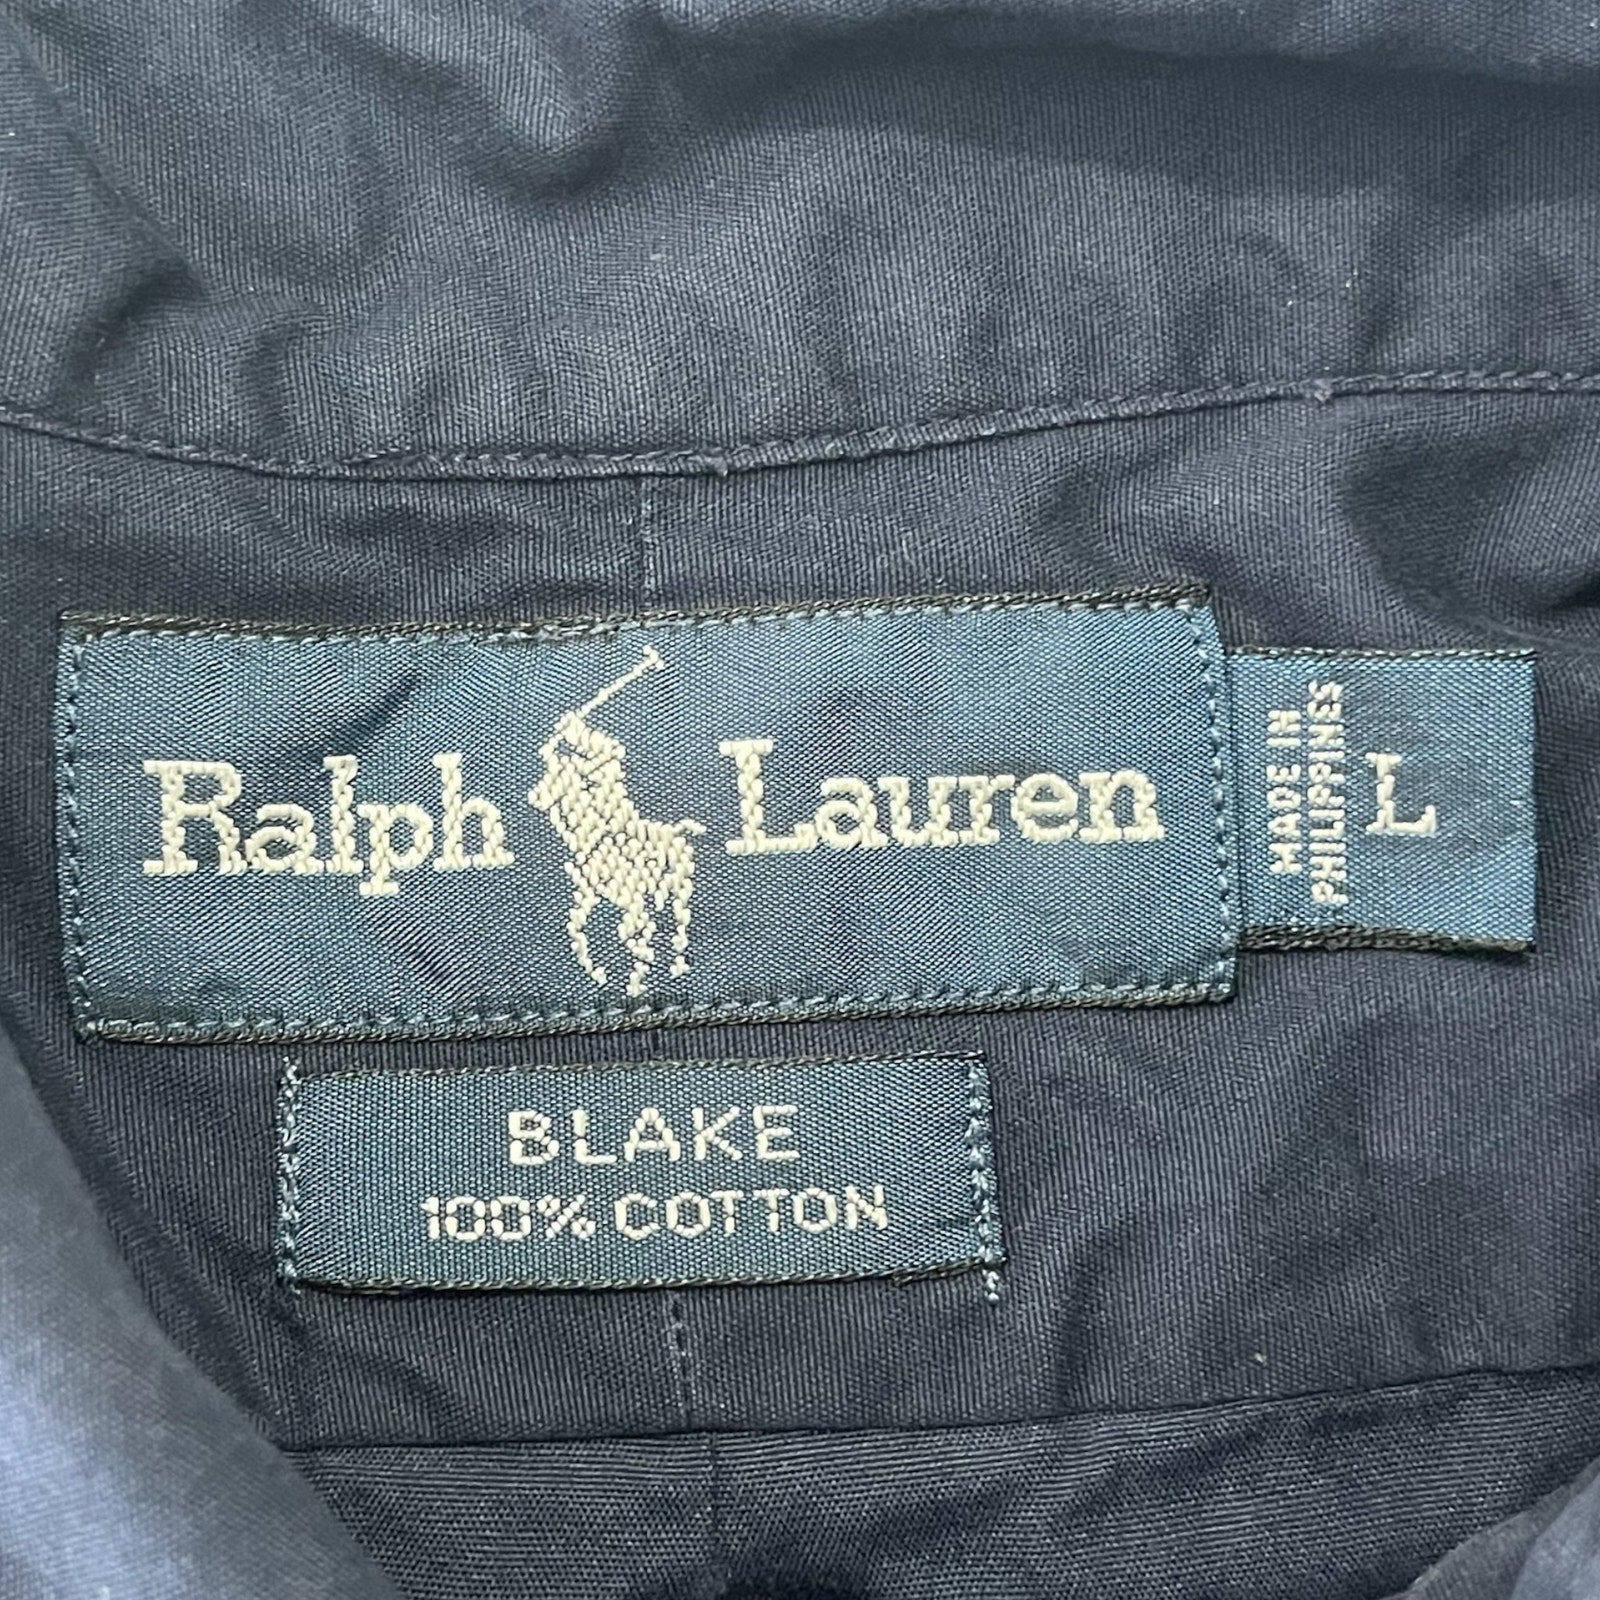 Ralph Lauren
MADE IN
PHILIPPINES
L
BLAKE
100% COTTON